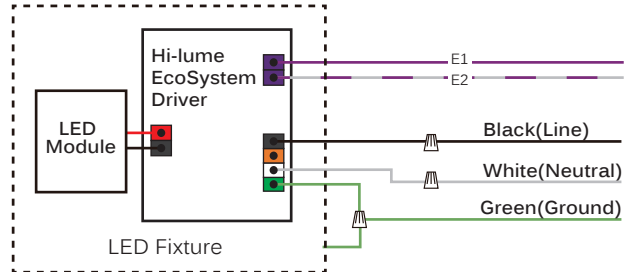 Hi-lume
EcoSystem
Driver
E1
E2
LED
Module
Black(Line)
White(Neutral)
Green(Ground)
LED Fixture